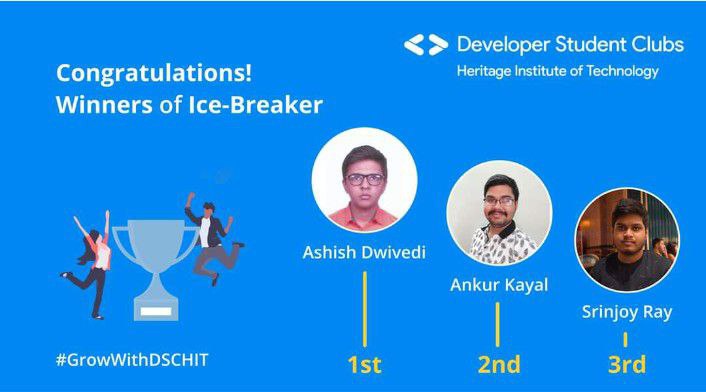 Developer Student Clubs
Heritage Institute of Technology
Congratulations!
Winners of Ice-Breaker
Ashish Dwivedi
Ankur Kayal
Srinjoy Ray
#GrowWithDSCHIT
1st
2nd
3rd